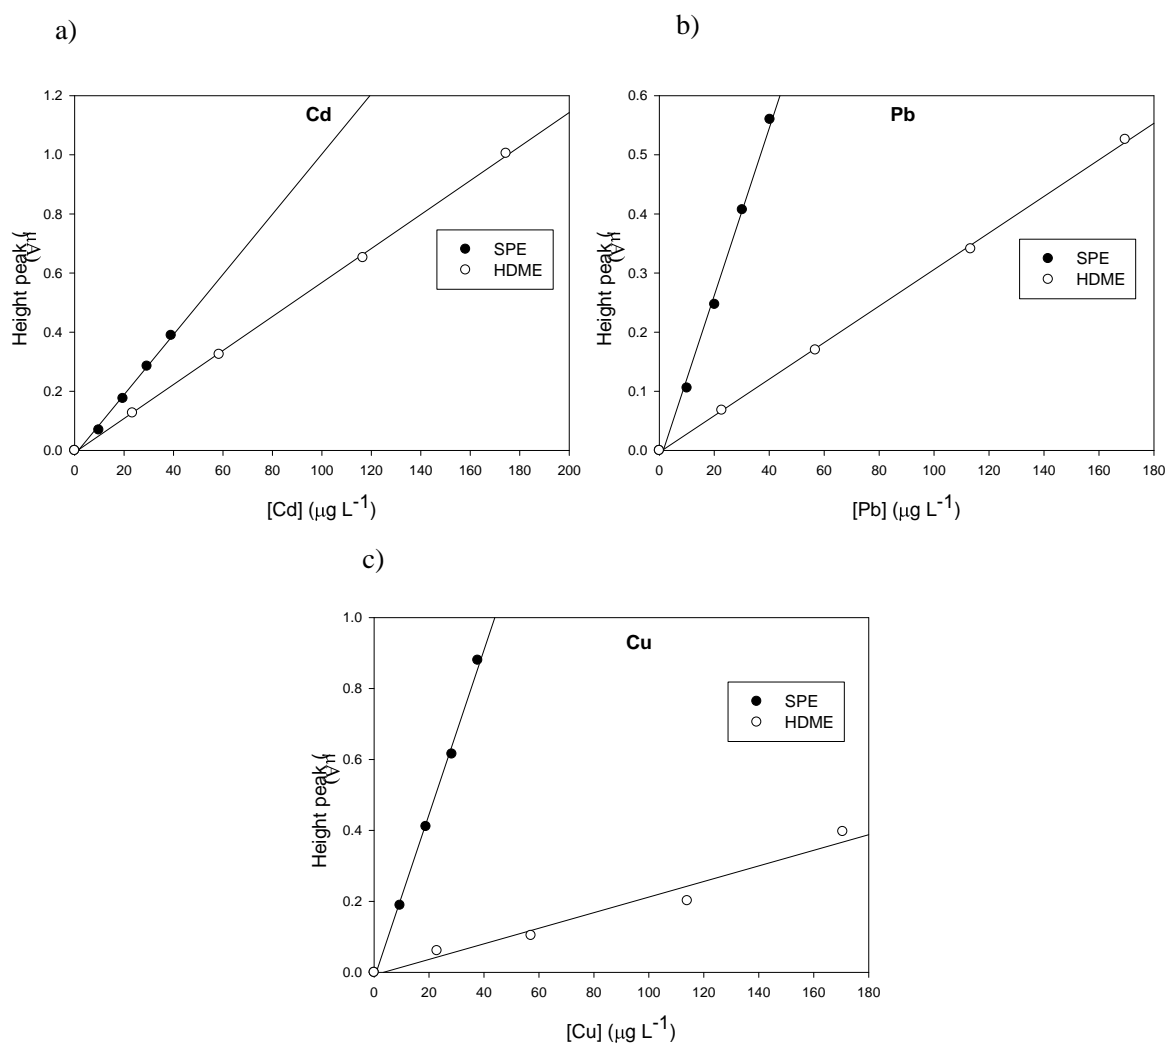 a)
b)
Cd
1.2
1.0
0.8
0.6
0.4
0.2
0.0
0 20 40 60 80 100 120 140 160 180 200
Height peak (
[Cd] (μg L-1)
SPE
HDME
Pb
0.6
0.5
0.4
0.3
0.2
0.1
0.0
0 20 40 60 80 100 120 140 160 180
Height peak (
[Pb] (μg L-1)
SPE
HDME
c)
Cu
1.0
0.8
0.6
0.4
0.2
0.0
0 20 40 60 80 100 120 140 160 180
Height peak (
[Cu] (μg L-1)
SPE
HDME